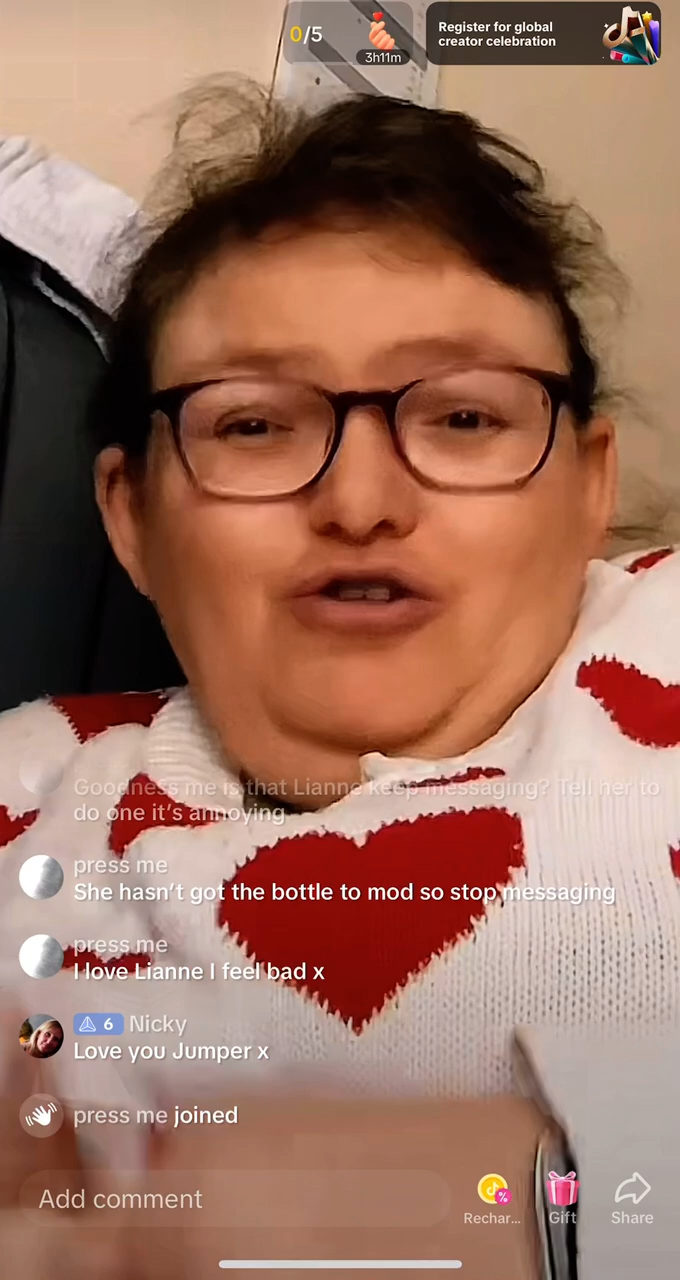 0/5
3h11m
Register for global
creator celebration
Goodness me is that Lianne keep messaging? Tell her to
do one it's annoying
press me
She hasn't got the bottle to mod so stop messaging
press me
I love Lianne I feel bad x
6 Nicky
Love you Jumper x
press me joined
Add comment
Rechar...
Gift
Share